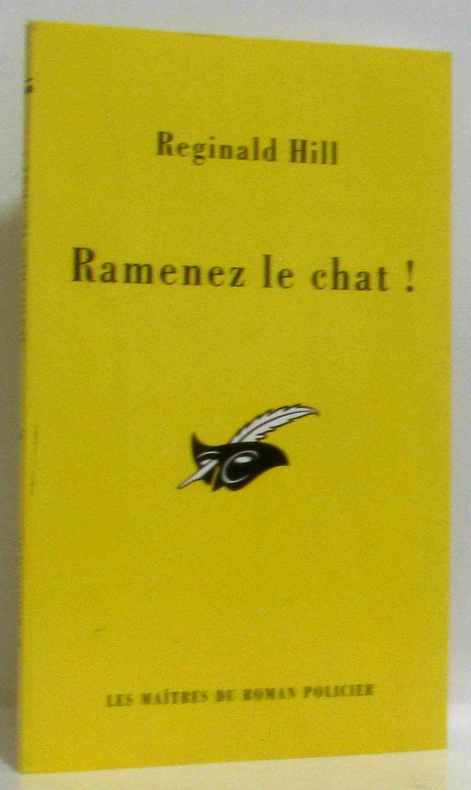 Reginald Hill
Ramenez le chat !
LES MAÎTRES DU ROMAN POLICIER